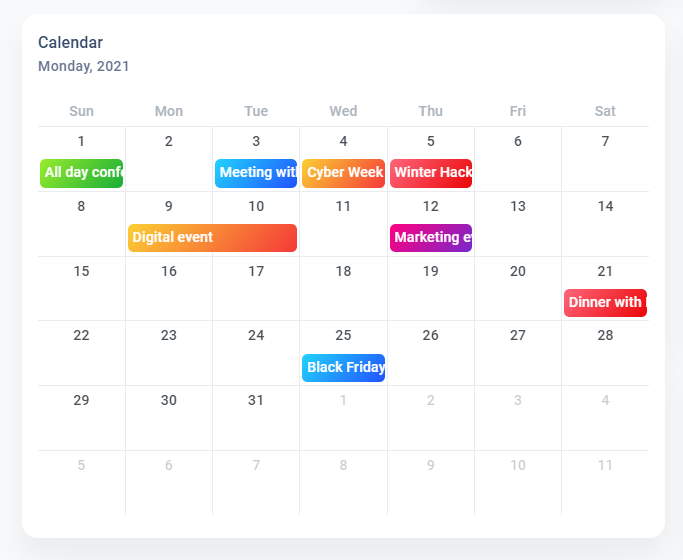 Calendar
Monday, 2021
Sun Mon Tue Wed Thu Fri Sat
1 2 3 4 5 6 7
All day Meeting Cyber Week Winter Hack
8 9 10 11 12 13 14
Digital event Marketing
15 16 17 18 19 20 21
Dinner with
22 23 24 25 26 27 28
Black Friday
29 30 31 1 2 3 4
5 6 7 8 9 10 11